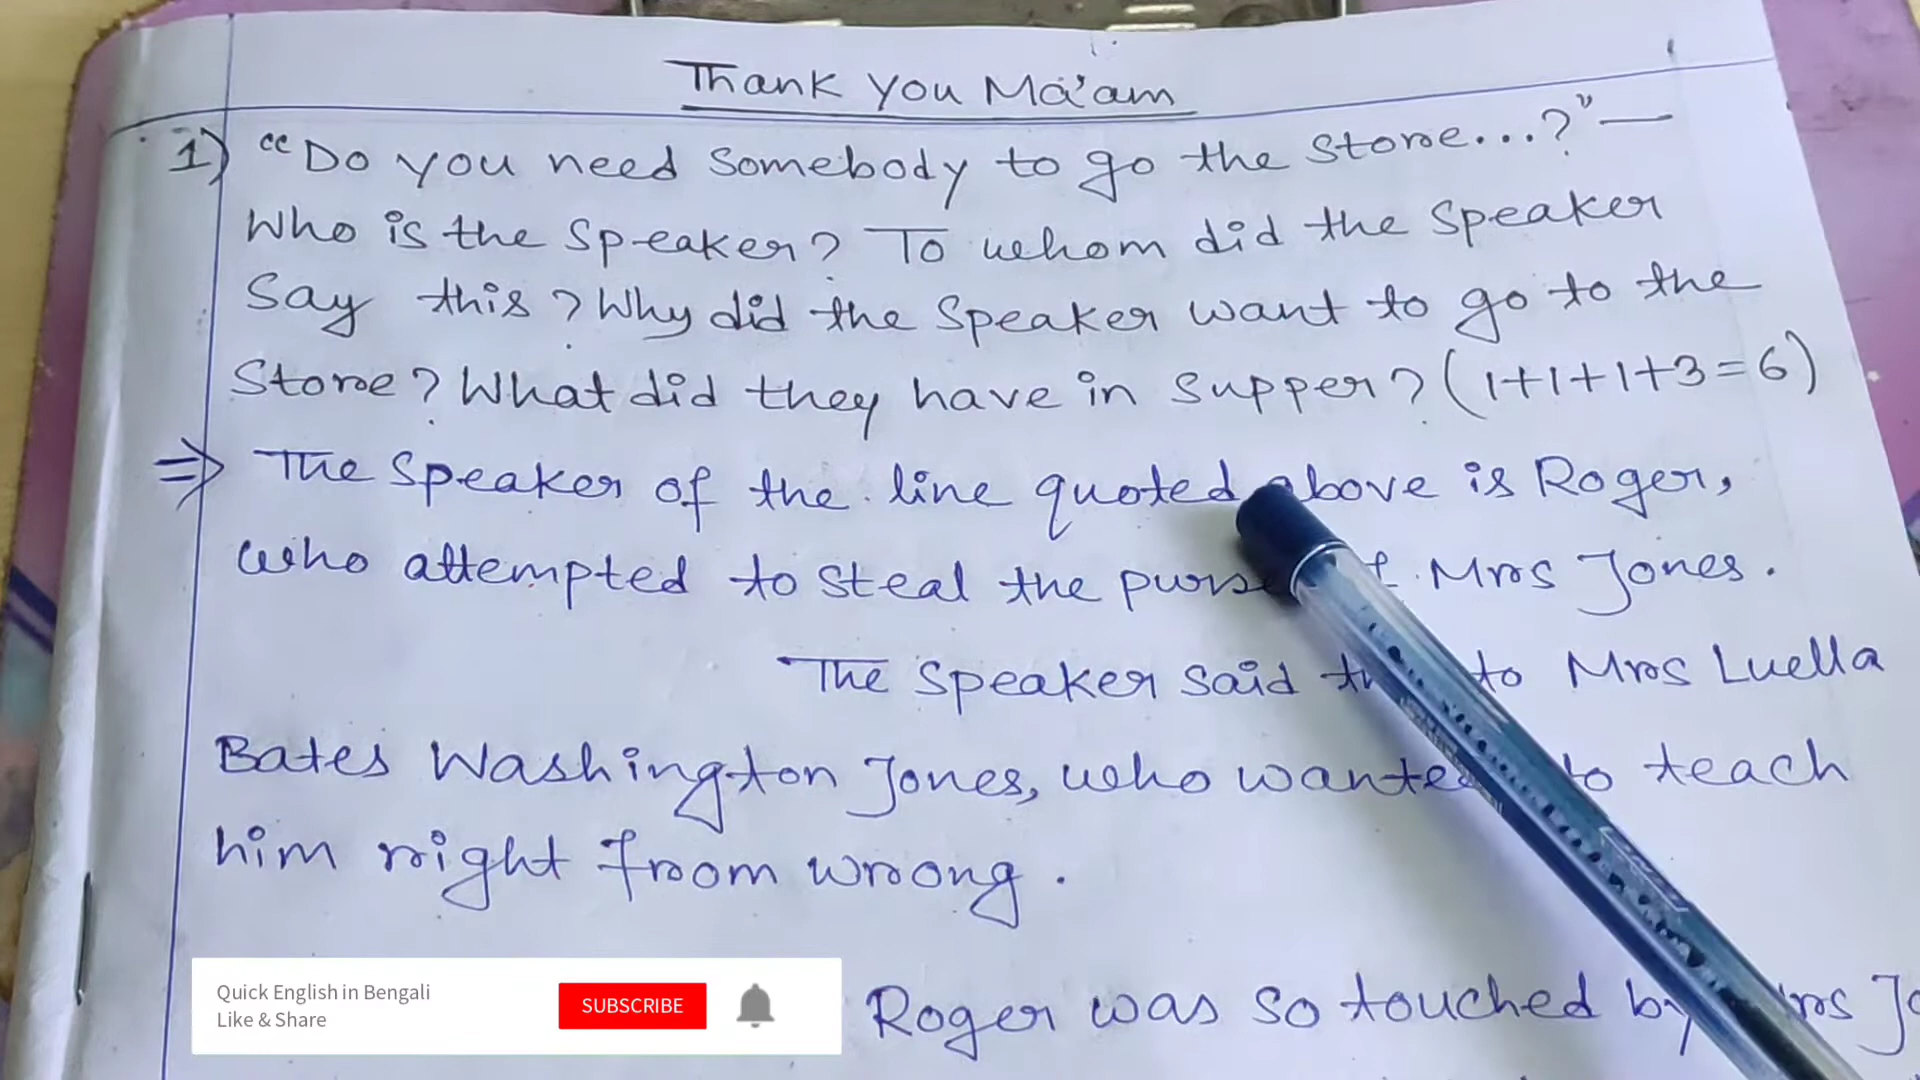 Thank You Ma'am
1) "Do you need somebody to go the store...?"—
Who is the speaker? To whom did the speaker
say this? Why did the speaker want to go to the
store? What did they have in supper? (1+1+1+3=6)
⇒ The speaker of the line quoted above is Roger,
who attempted to steal the purse Mrs Jones.
The speaker said to Mrs Luella
Bates Washington Jones, who wanted to teach
him right from wrong.
Roger was so touched by
Quick English in Bengali
Like & Share
SUBSCRIBE